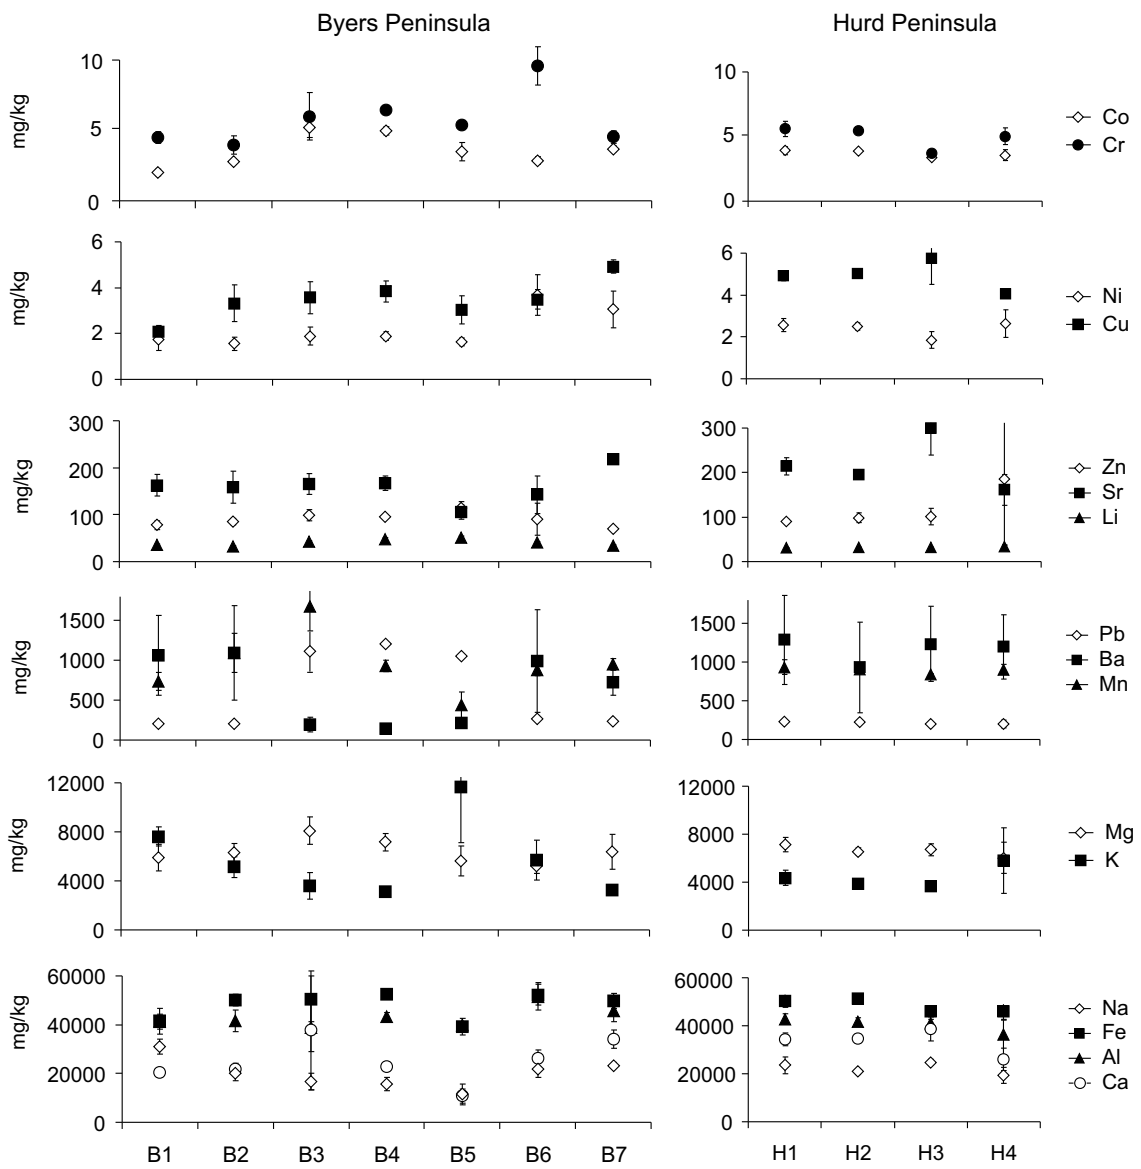 Byers Peninsula Hurd Peninsula
mg/kg
10
5
0
10
5
0
Co
Cr
mg/kg
6
4
2
0
6
4
2
0
Ni
Cu
mg/kg
300
200
100
0
300
200
100
0
Zn
Sr
Li
mg/kg
1500
1000
500
0
1500
1000
500
0
Pb
Ba
Mn
mg/kg
12000
8000
4000
0
12000
8000
4000
0
Mg
K
mg/kg
60000
40000
20000
0
60000
40000
20000
0
Na
Fe
Al
Ca
B1 B2 B3 B4 B5 B6 B7 H1 H2 H3 H4